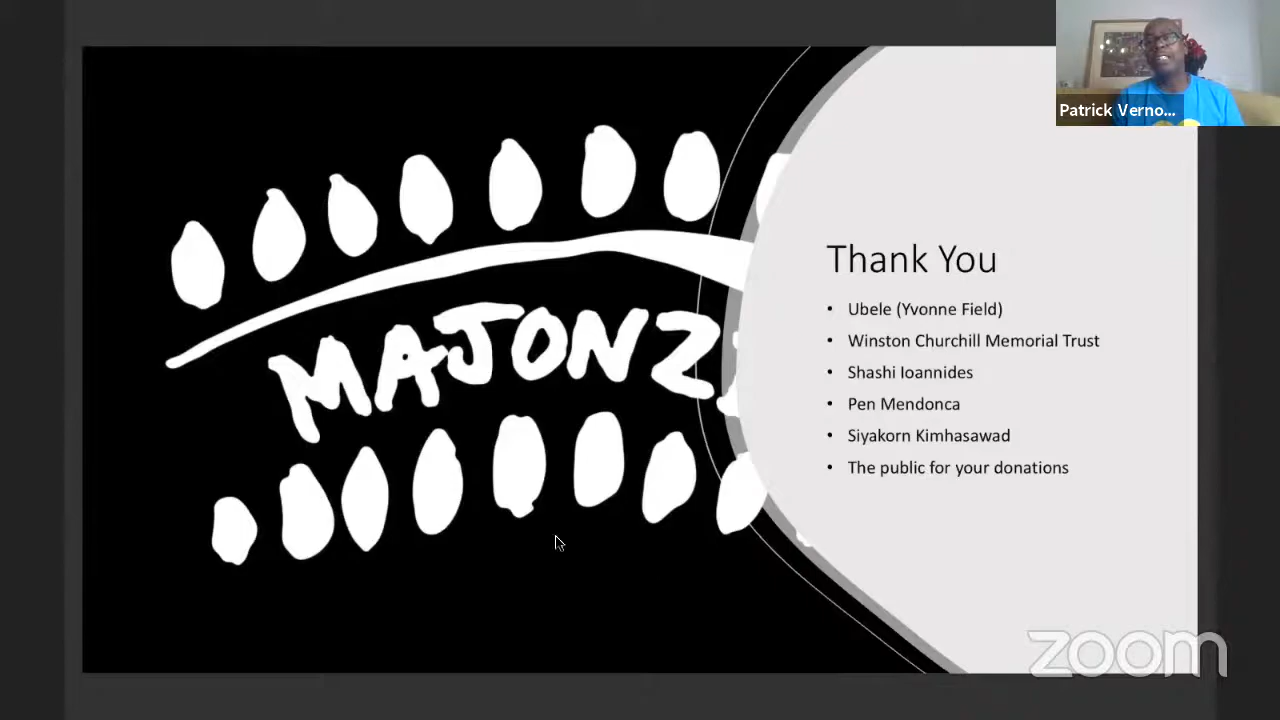 Patrick Verno...
MAJONZ
Thank You
• Ubele (Yvonne Field)
• Winston Churchill Memorial Trust
• Shashi Ioannides
• Pen Mendonca
• Siyakorn Kimhasawad
• The public for your donations
zoom